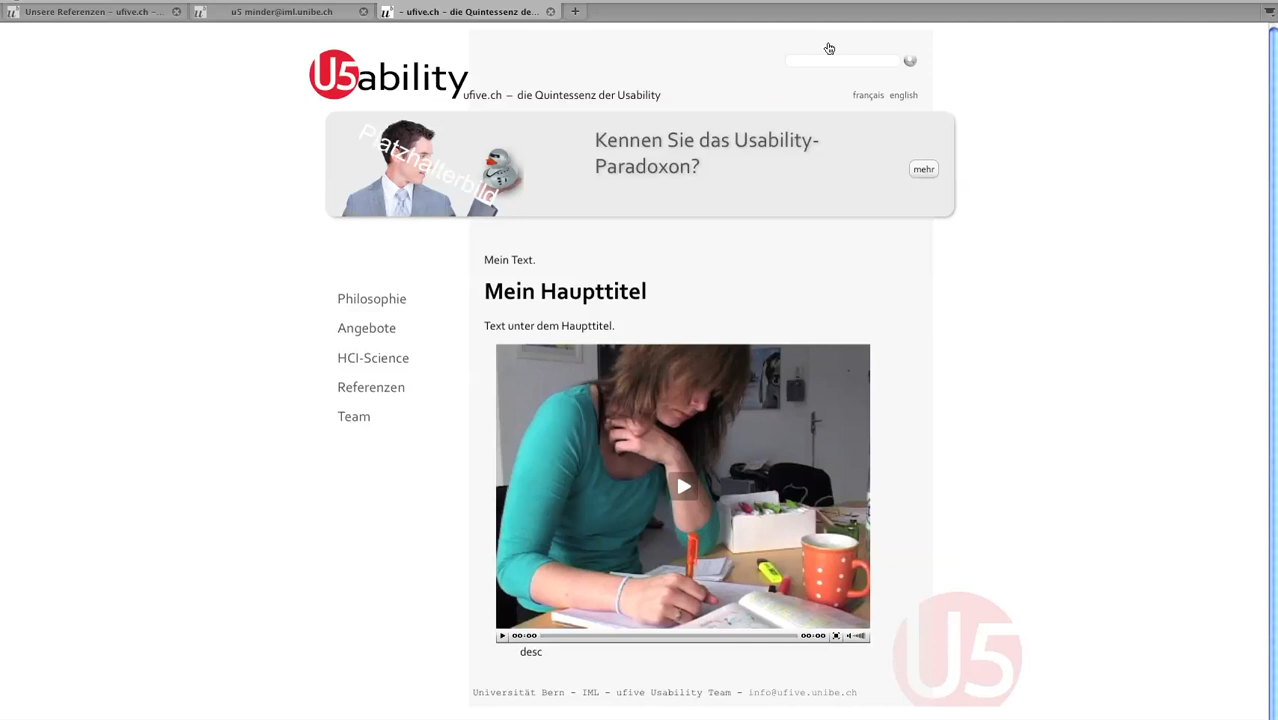 Unsere Referenzen – ufive.ch –...
u5 minder@iml.unibe.ch
– ufive.ch – die Quintessenz de...
U5ability
ufive.ch – die Quintessenz der Usability
français english
Platzhalterbild
Kennen Sie das Usability-
Paradoxon?
mehr
Mein Text.
Mein Haupttitel
Text unter dem Haupttitel.
Philosophie
Angebote
HCI-Science
Referenzen
Team
00:00 00:00
desc
Universität Bern – IML – ufive Usability Team – info@ufive.unibe.ch
U5